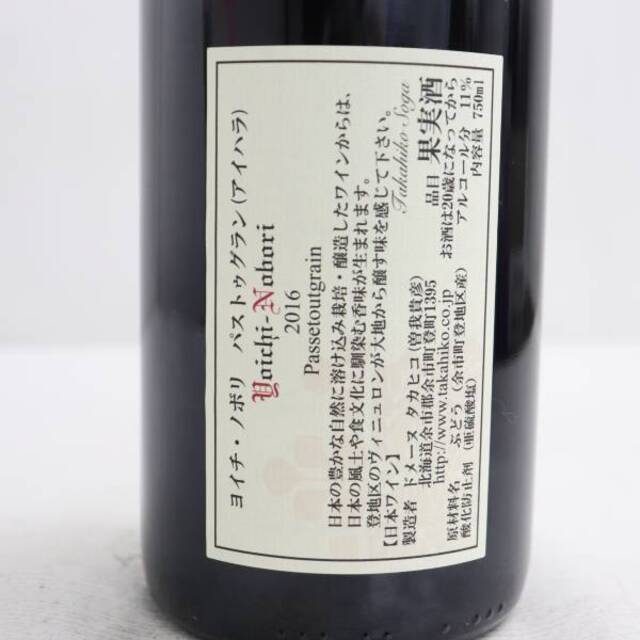 ヨイチ・ノボリ パストゥグラン(アイハラ)
Yoichi-Nobori
2016
Passetoutgrain
日本の豊かな自然に溶け込み栽培・醸造したワインからは、
日本の風土や食文化に馴染む香味が生まれます。
登地区のヴィニュロンが大地から醸す味を感じて下さい。
Takahiko Soga
【日本ワイン】
製造者 ドメーヌ タカヒコ(曽我貴彦)
北海道余市郡余市町登町1395
http://www.takahiko.co.jp
原材料名 ぶどう(余市町登地区産)
酸化防止剤(亜硫酸塩)
品目 果実酒
お酒は20歳になってから
アルコール分 11%
内容量 750ml